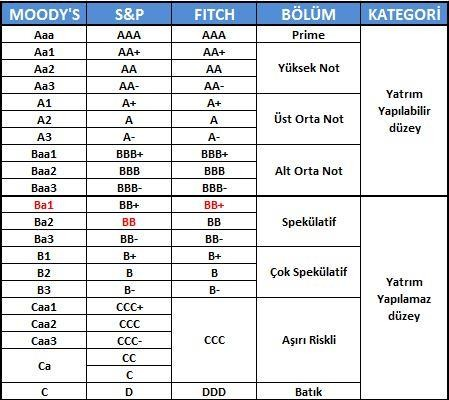 MOODY'S S&P FITCH BÖLÜM KATEGORİ
Aaa AAA AAA Prime
Aa1 AA+ AA+
Aa2 AA AA Yüksek Not
Aa3 AA- AA-
A1 A+ A+
A2 A A Üst Orta Not
A3 A- A-
Baa1 BBB+ BBB+
Baa2 BBB BBB Alt Orta Not
Baa3 BBB- BBB-
Yatrım
Yapılabilir
düzey
Ba1 BB+ BB+
Ba2 BB BB Spekülatif
Ba3 BB- BB-
B1 B+ B+
B2 B B Çok Spekülatif
B3 B- B-
Caa1 CCC+
Caa2 CCC
Caa3 CCC- CCC Aşırı Riskli
Ca CC
C
C D DDD Batık
Yatrım
Yapılamaz
düzey